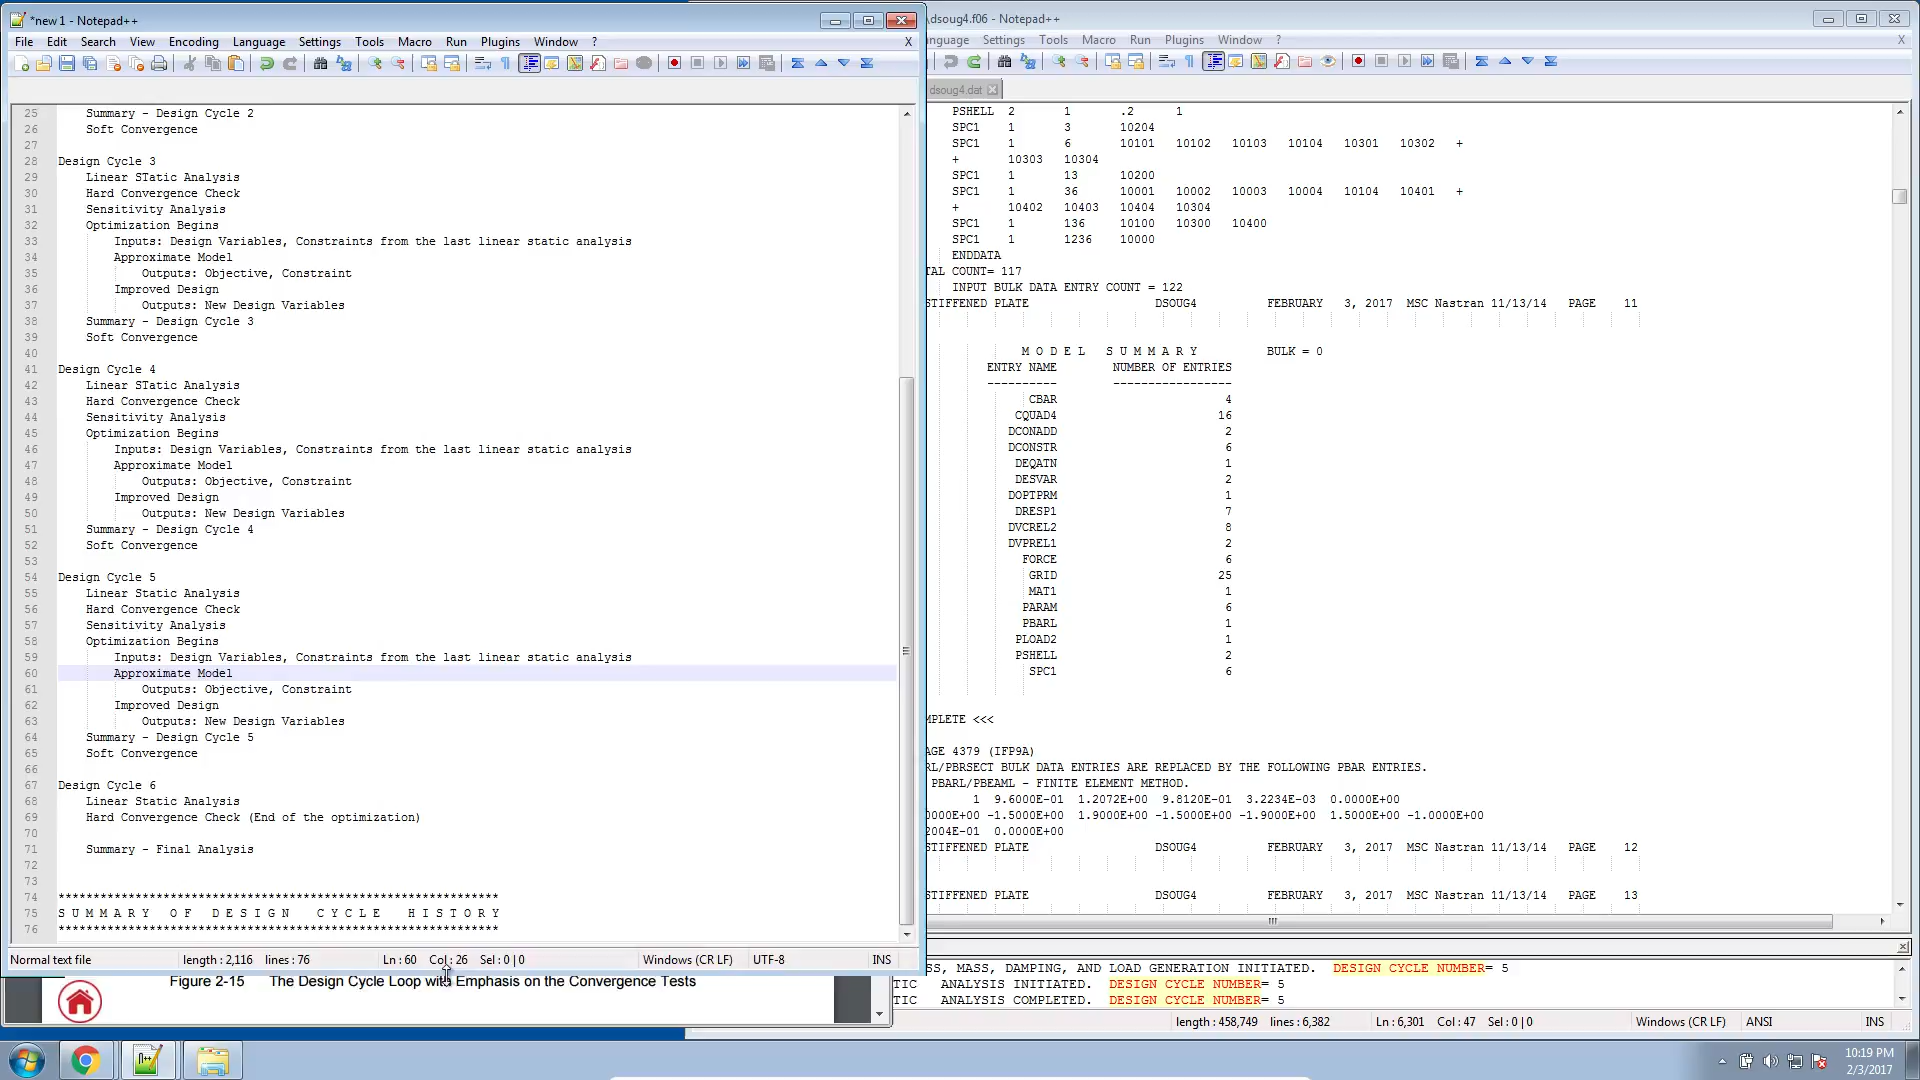 *new 1 - Notepad++
File Edit Search View Encoding Language Settings Tools Macro Run Plugins Window ? X
25 Summary - Design Cycle 2
26 Soft Convergence
27
28 Design Cycle 3
29 Linear STatic Analysis
30 Hard Convergence Check
31 Sensitivity Analysis
32 Optimization Begins
33 Inputs: Design Variables, Constraints from the last linear static analysis
34 Approximate Model
35 Outputs: Objective, Constraint
36 Improved Design
37 Outputs: New Design Variables
38 Summary - Design Cycle 3
39 Soft Convergence
40
41 Design Cycle 4
42 Linear STatic Analysis
43 Hard Convergence Check
44 Sensitivity Analysis
45 Optimization Begins
46 Inputs: Design Variables, Constraints from the last linear static analysis
47 Approximate Model
48 Outputs: Objective, Constraint
49 Improved Design
50 Outputs: New Design Variables
51 Summary - Design Cycle 4
52 Soft Convergence
53
54 Design Cycle 5
55 Linear Static Analysis
56 Hard Convergence Check
57 Sensitivity Analysis
58 Optimization Begins
59 Inputs: Design Variables, Constraints from the last linear static analysis
60 Approximate Model
61 Outputs: Objective, Constraint
62 Improved Design
63 Outputs: New Design Variables
64 Summary - Design Cycle 5
65 Soft Convergence
66
67 Design Cycle 6
68 Linear Static Analysis
69 Hard Convergence Check (End of the optimization)
70
71 Summary - Final Analysis
72
73
74 ***************************************************************
75 S U M M A R Y   O F   D E S I G N   C Y C L E   H I S T O R Y
76 ***************************************************************
Normal text file length : 2,116 lines : 76 Ln : 60 Col : 26 Sel : 0 | 0 Windows (CR LF) UTF-8 INS
Figure 2-15 The Design Cycle Loop with Emphasis on the Convergence Tests
\dsoug4.f06 - Notepad++
nguage Settings Tools Macro Run Plugins Window ? X
dsoug4.dat
PSHELL 2 1 .2 1
SPC1 1 3 10204
SPC1 1 6 10101 10102 10103 10104 10301 10302 +
+ 10303 10304
SPC1 1 13 10200
SPC1 1 36 10001 10002 10003 10004 10104 10401 +
+ 10402 10403 10404 10304
SPC1 1 136 10100 10300 10400
SPC1 1 1236 10000
ENDDATA
TAL COUNT= 117
INPUT BULK DATA ENTRY COUNT = 122
STIFFENED PLATE DSOUG4 FEBRUARY 3, 2017 MSC Nastran 11/13/14 PAGE 11
M O D E L   S U M M A R Y BULK = 0
ENTRY NAME NUMBER OF ENTRIES
---------- -----------------
CBAR 4
CQUAD4 16
DCONADD 2
DCONSTR 6
DEQATN 1
DESVAR 2
DOPTPRM 1
DRESP1 7
DVCREL2 8
DVPREL1 2
FORCE 6
GRID 25
MAT1 1
PARAM 6
PBARL 1
PLOAD2 1
PSHELL 2
SPC1 6
MPLETE <<<
AGE 4379 (IFP9A)
RL/PBRSECT BULK DATA ENTRIES ARE REPLACED BY THE FOLLOWING PBAR ENTRIES.
PBARL/PBEAML - FINITE ELEMENT METHOD.
1 9.6000E-01 1.2072E+00 9.8120E-01 3.2234E-03 0.0000E+00
0000E+00 -1.5000E+00 1.9000E+00 -1.5000E+00 -1.9000E+00 1.5000E+00 -1.0000E+00
2004E-01 0.0000E+00
STIFFENED PLATE DSOUG4 FEBRUARY 3, 2017 MSC Nastran 11/13/14 PAGE 12
STIFFENED PLATE DSOUG4 FEBRUARY 3, 2017 MSC Nastran 11/13/14 PAGE 13
SS, MASS, DAMPING, AND LOAD GENERATION INITIATED. DESIGN CYCLE NUMBER= 5
TIC ANALYSIS INITIATED. DESIGN CYCLE NUMBER= 5
TIC ANALYSIS COMPLETED. DESIGN CYCLE NUMBER= 5
length : 458,749 lines : 6,382 Ln : 6,301 Col : 47 Sel : 0 | 0 Windows (CR LF) ANSI INS
10:19 PM
2/3/2017